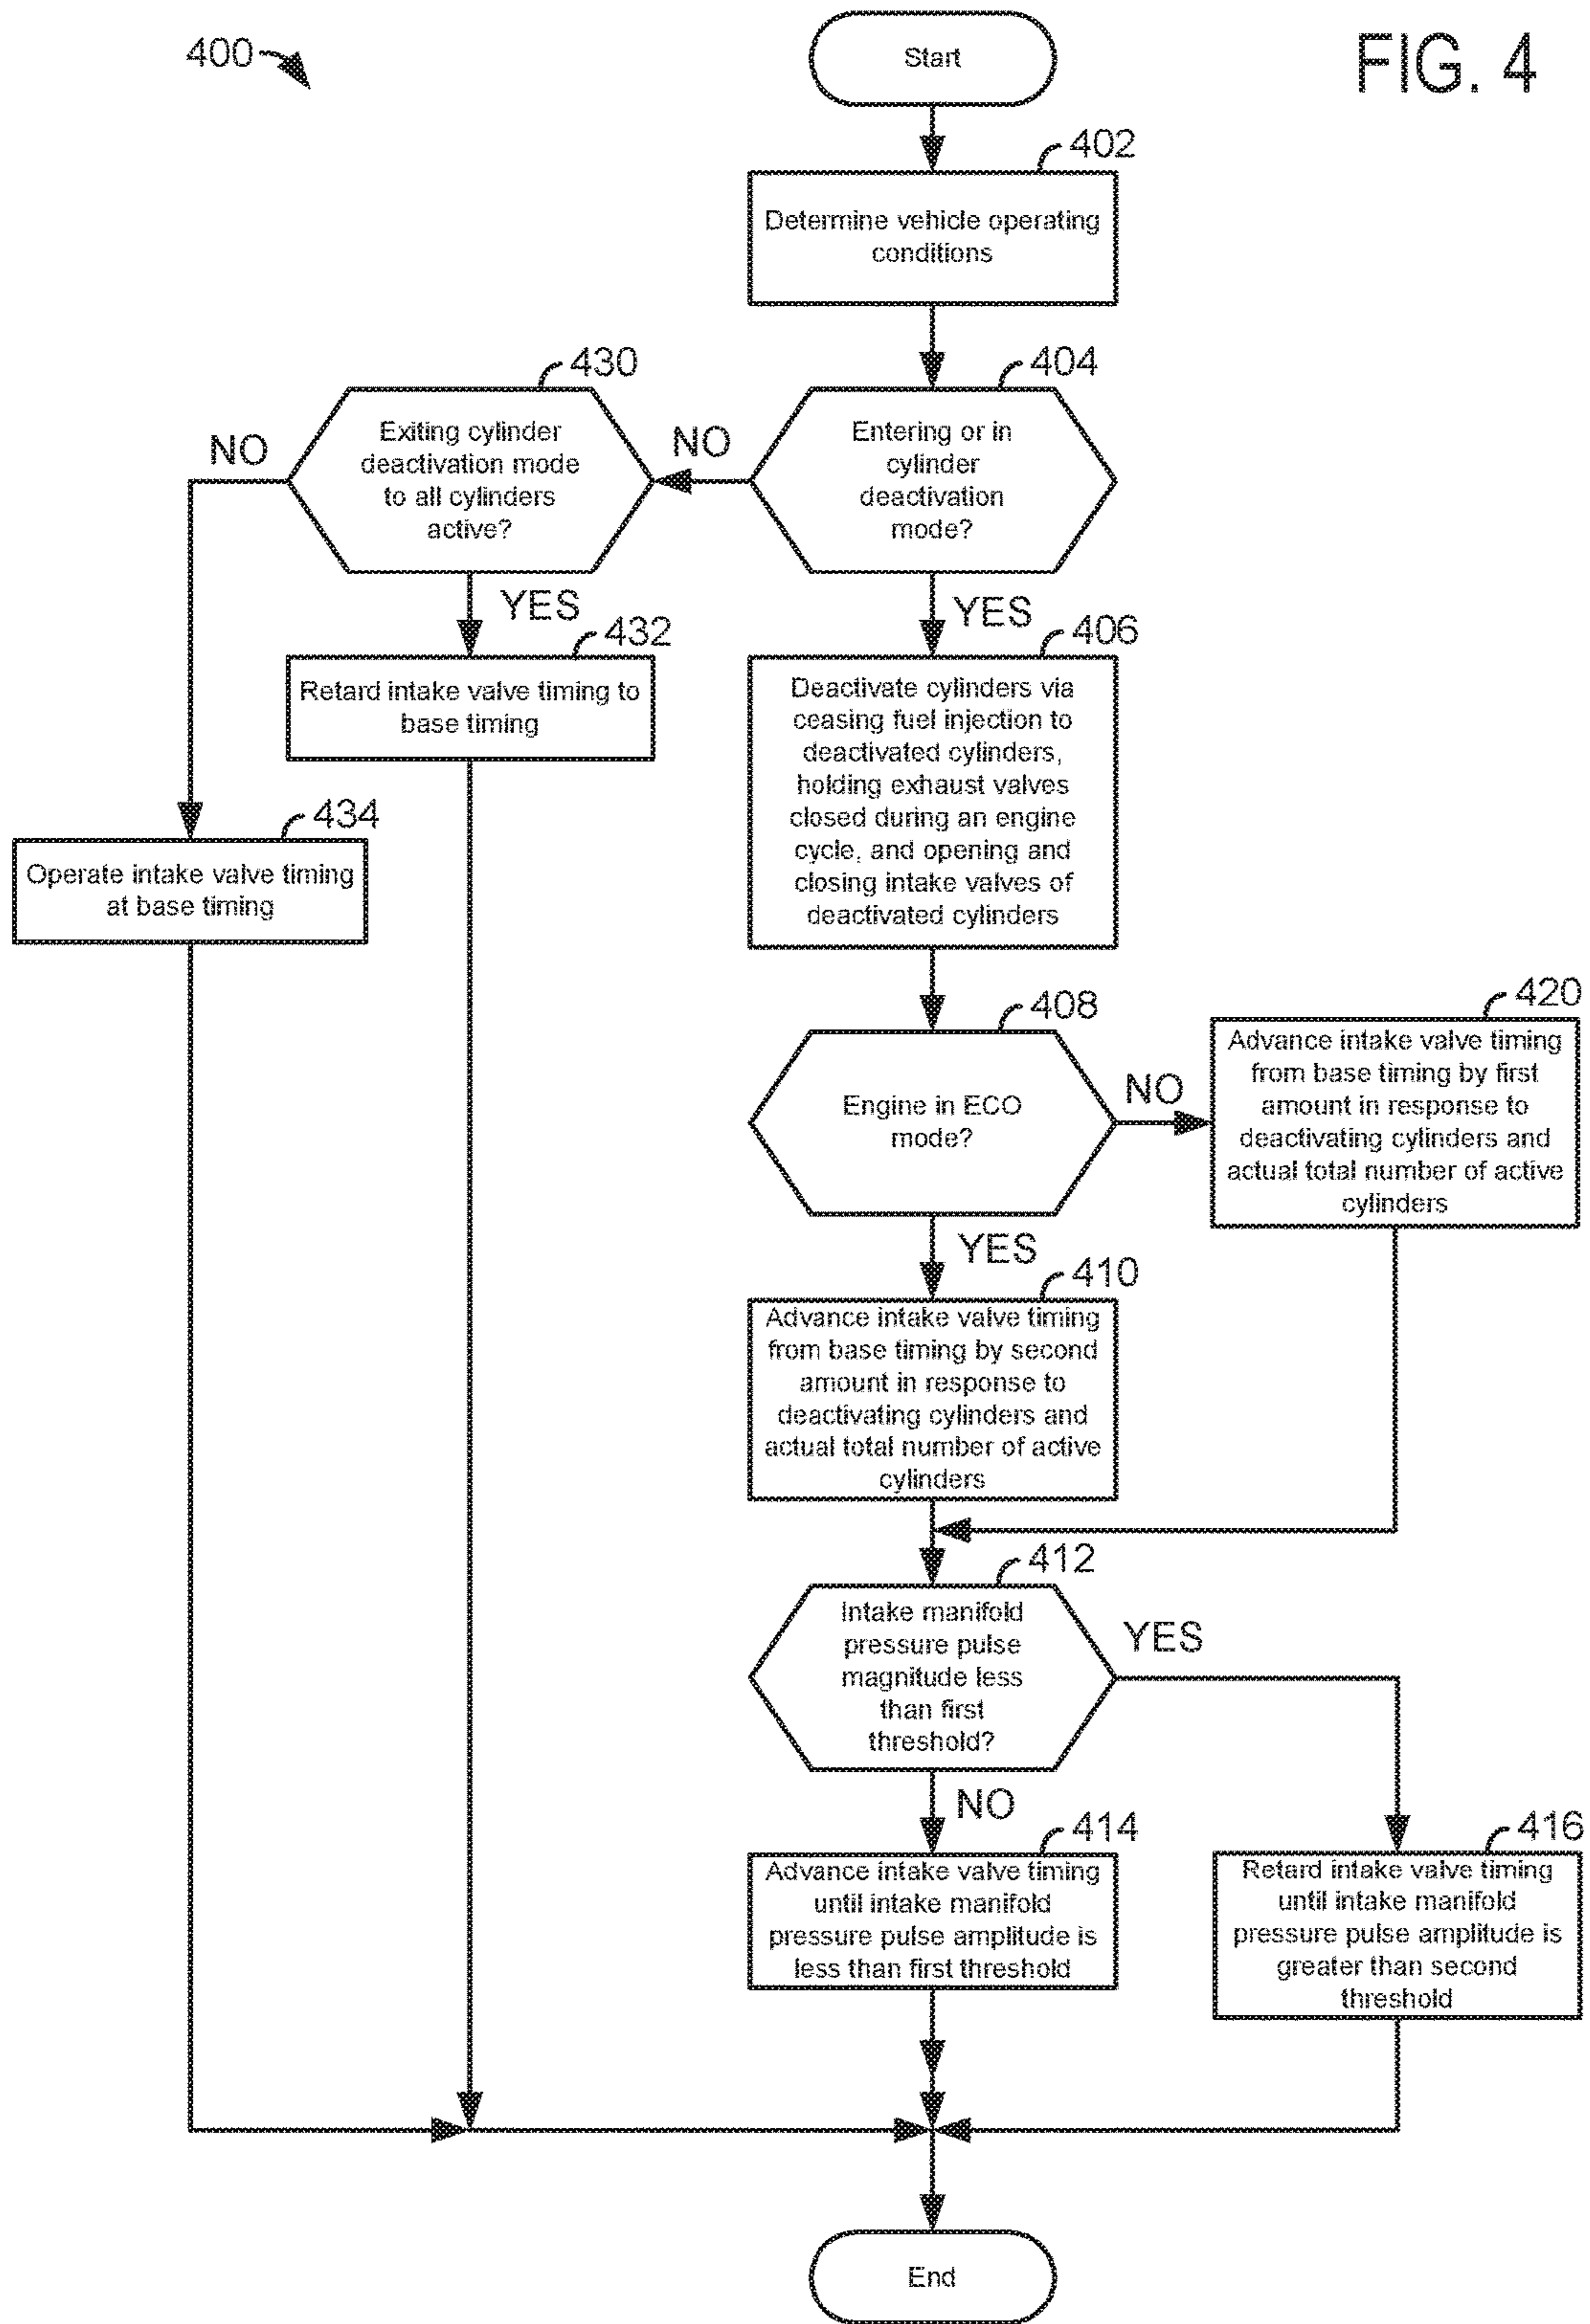 400
FIG. 4
Start
402
Determine vehicle operating
conditions
430
404
Exiting cylinder
deactivation mode
to all cylinders
active?
NO
NO
Entering or in
cylinder
deactivation
mode?
YES
YES
432
Retard intake valve timing to
base timing
406
Deactivate cylinders via
ceasing fuel injection to
deactivated cylinders,
holding exhaust valves
closed during an engine
cycle, and opening and
closing intake valves of
deactivated cylinders
434
Operate intake valve timing
at base timing
408
Engine in ECO
mode?
NO
420
Advance intake valve timing
from base timing by first
amount in response to
deactivating cylinders and
actual total number of active
cylinders
YES
410
Advance intake valve timing
from base timing by second
amount in response to
deactivating cylinders and
actual total number of active
cylinders
412
Intake manifold
pressure pulse
magnitude less
than first
threshold?
YES
NO
414
Advance intake valve timing
until intake manifold
pressure pulse amplitude is
less than first threshold
416
Retard intake valve timing
until intake manifold
pressure pulse amplitude is
greater than second
threshold
End